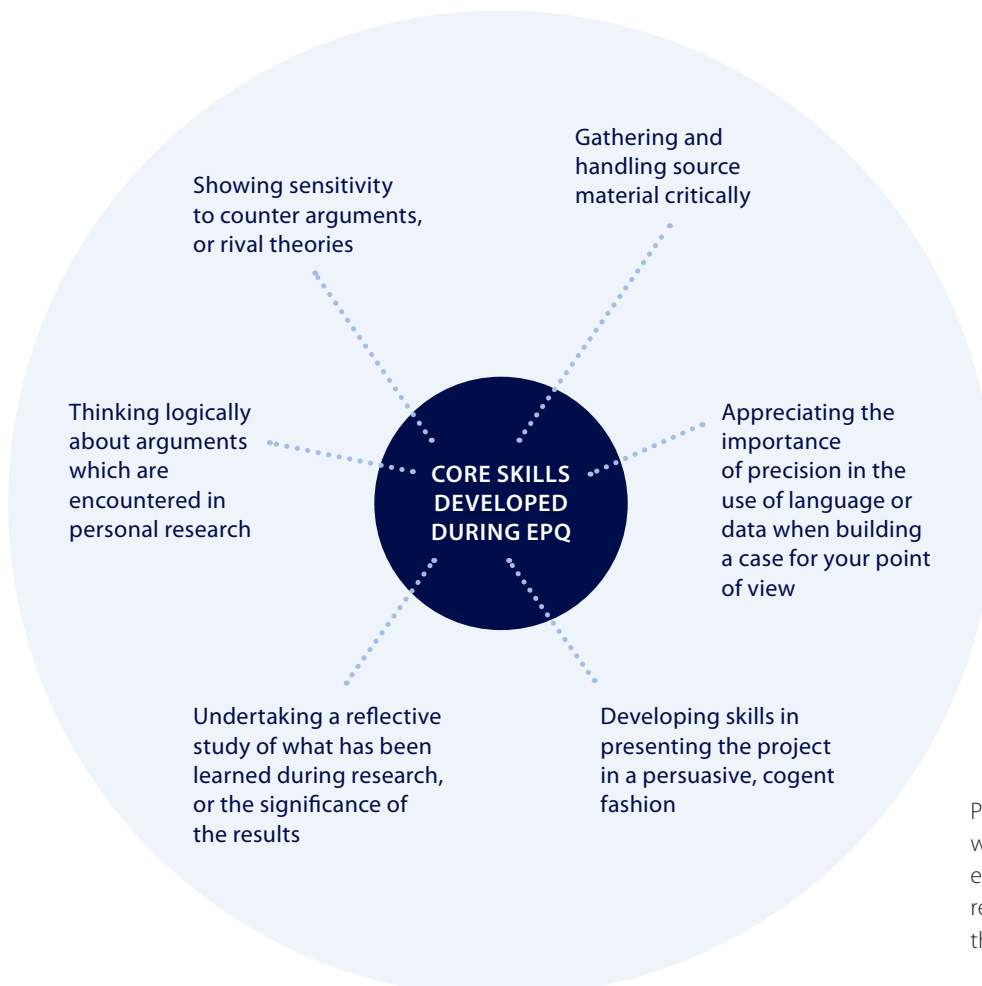 Gathering and
handling source
material critically
Showing sensitivity
to counter arguments,
or rival theories
Thinking logically
about arguments
which are
encountered in
personal research
CORE SKILLS
DEVELOPED
DURING EPQ
Appreciating the
importance
of precision in the
use of language or
data when building
a case for your point
of view
Undertaking a reflective
study of what has been
learned during research,
or the significance of
the results
Developing skills in
presenting the project
in a persuasive, cogent
fashion